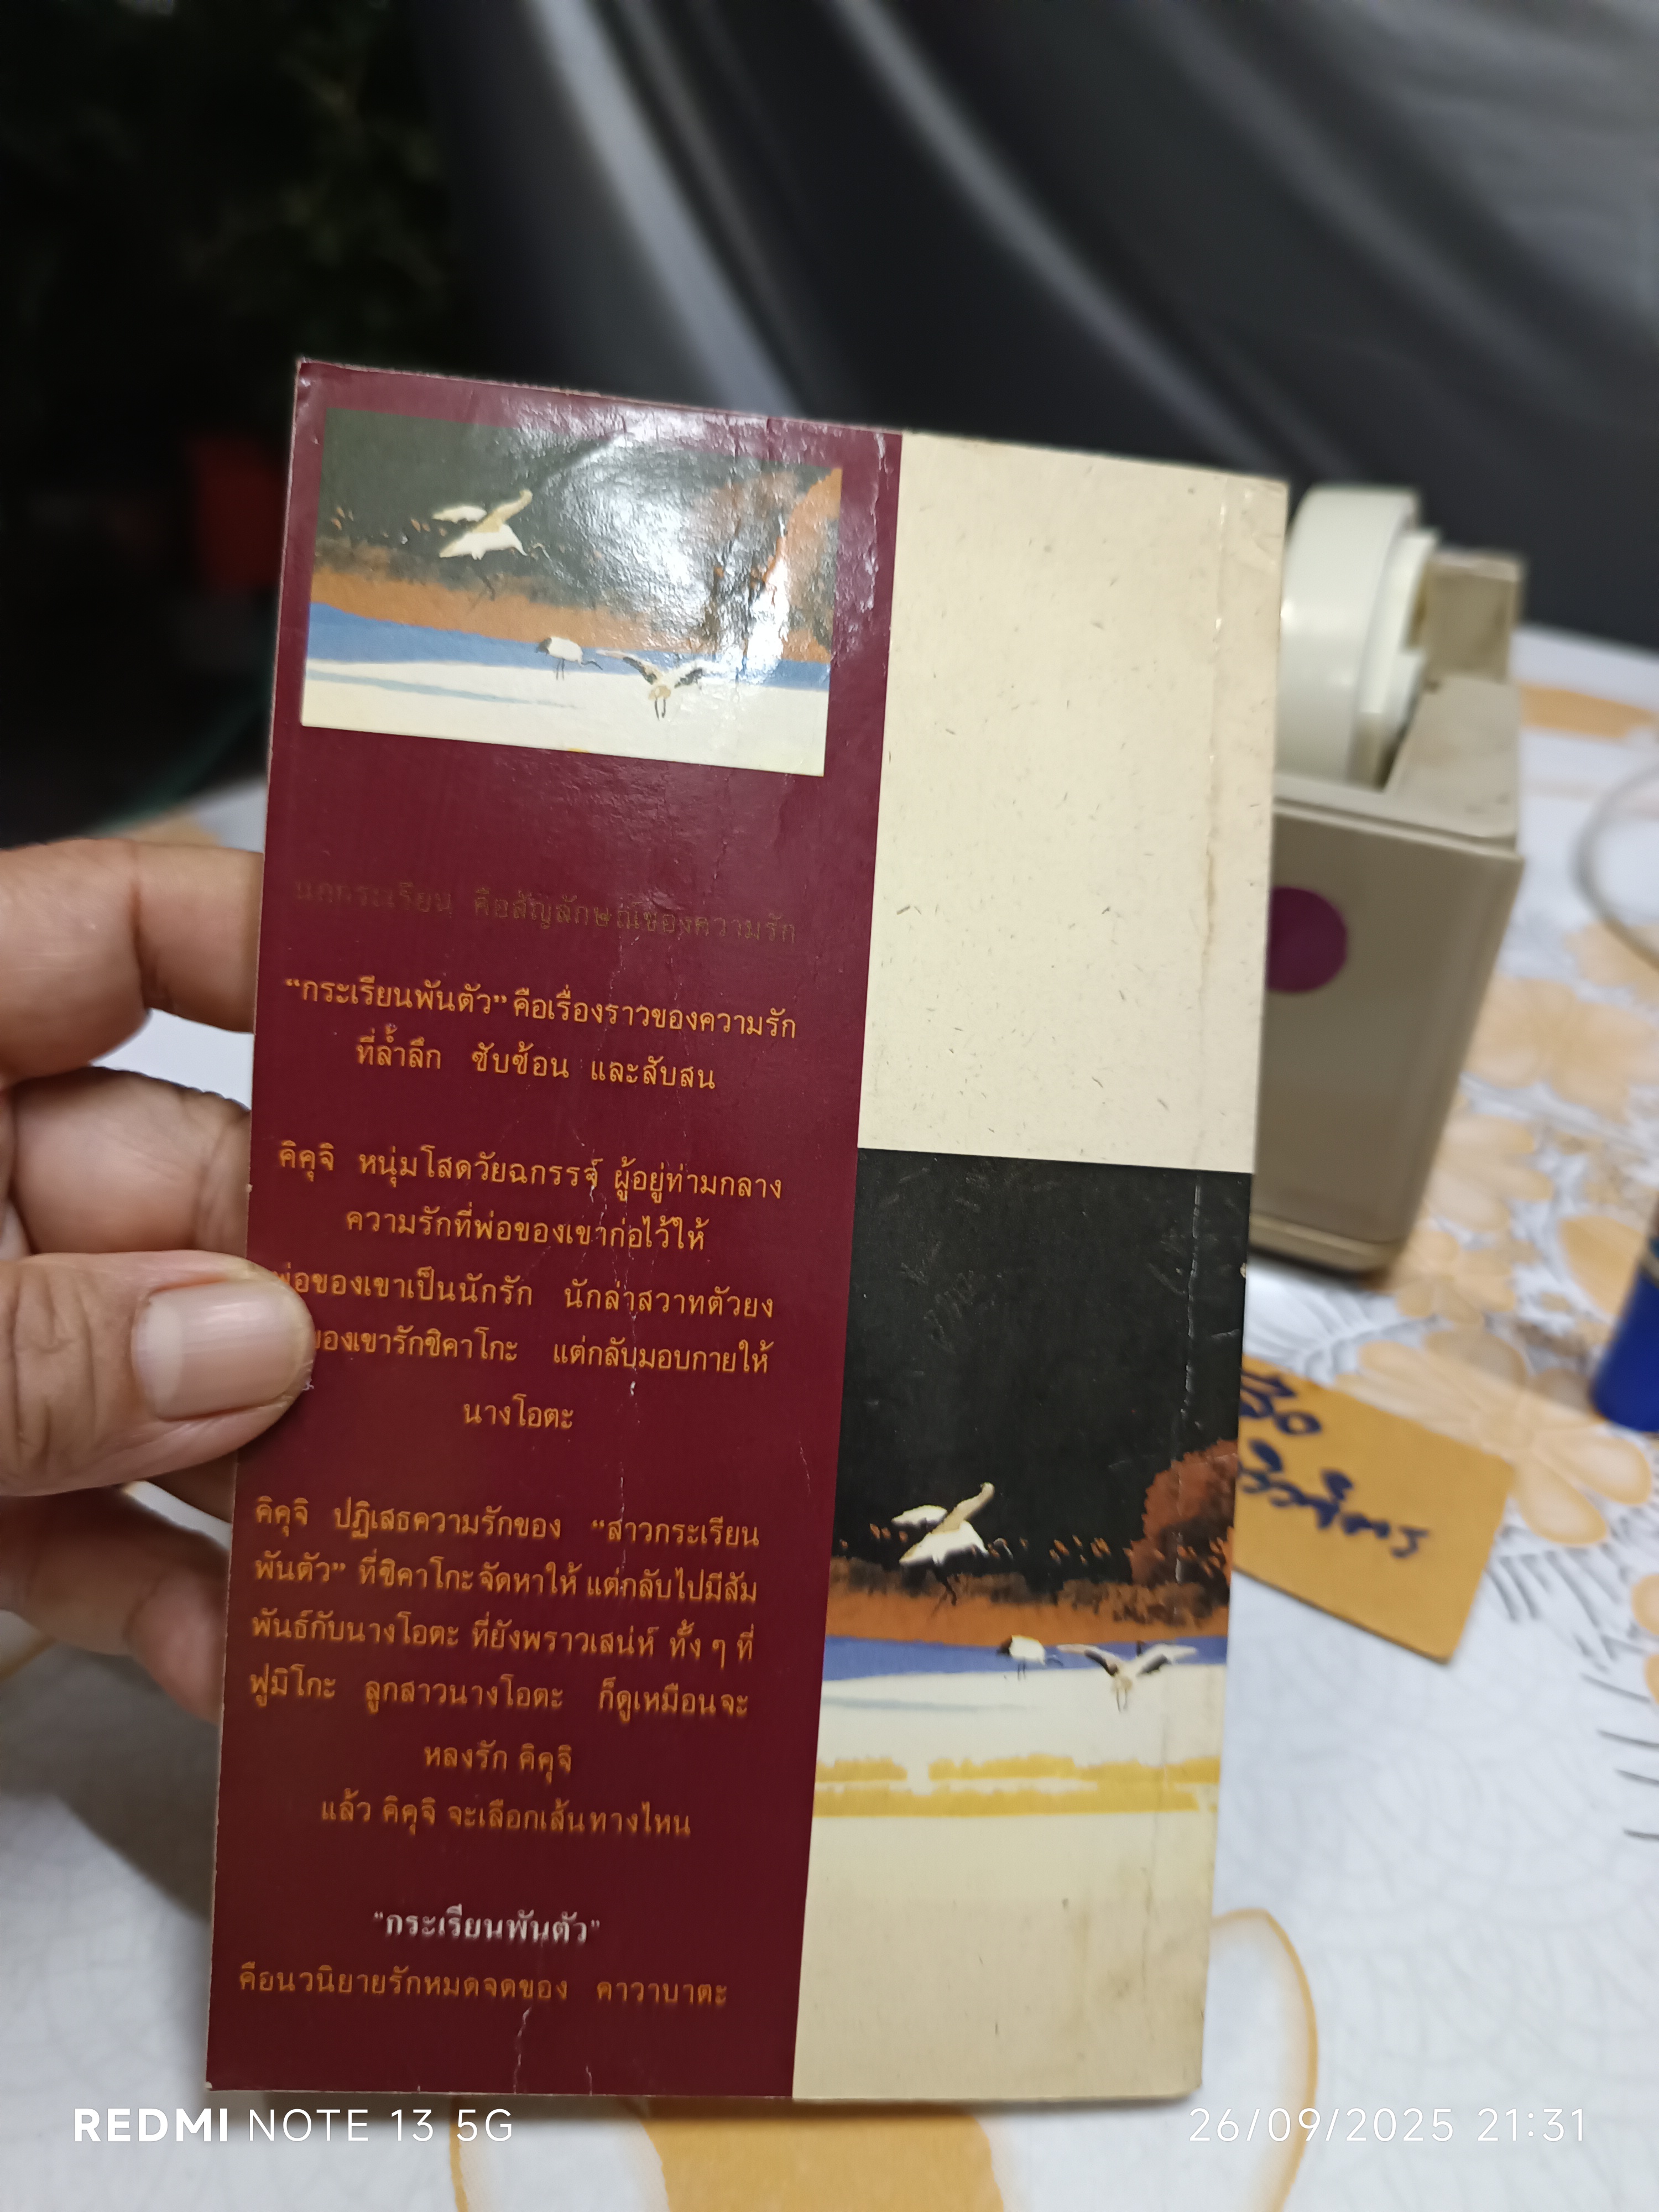 นกกระเรียน คือสัญลักษณ์ของความรัก
"กระเรียนพันตัว" คือเรื่องราวของความรัก
ที่ล้ำลึก ซับซ้อน และสับสน
คิคุจิ หนุ่มโสดวัยฉกรรจ์ ผู้อยู่ท่ามกลาง
ความรักที่พ่อของเขาก่อไว้ให้
พ่อของเขาเป็นนักรัก นักล่าสวาทตัวยง
ของเขารักชิคาโกะ แต่กลับมอบกายให้
นางโอตะ
คิคุจิ ปฏิเสธความรักของ "สาวกระเรียน
พันตัว" ที่ชิคาโกะจัดหาให้ แต่กลับไปมีสัม
พันธ์กับนางโอตะ ที่ยังพราวเสน่ห์ ทั้ง ๆ ที่
ฟูมิโกะ ลูกสาวนางโอตะ ก็ดูเหมือนจะ
หลงรัก คิคุจิ
แล้ว คิคุจิ จะเลือกเส้นทางไหน
"กระเรียนพันตัว"
คือนวนิยายรักหมดจดของ คาวาบาตะ
REDMI NOTE 13 5G
26/09/2025 21:31